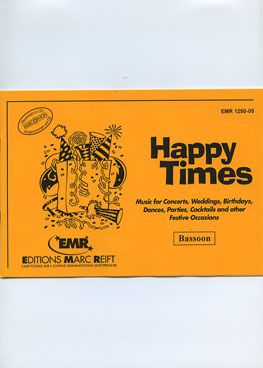 EMR 1250-05
Happy
Times
Music for Concerts, Weddings, Birthdays,
Dances, Parties, Cocktails and other
Festive Occasions
Bassoon
EMR
EDITIONS MARC REIFT